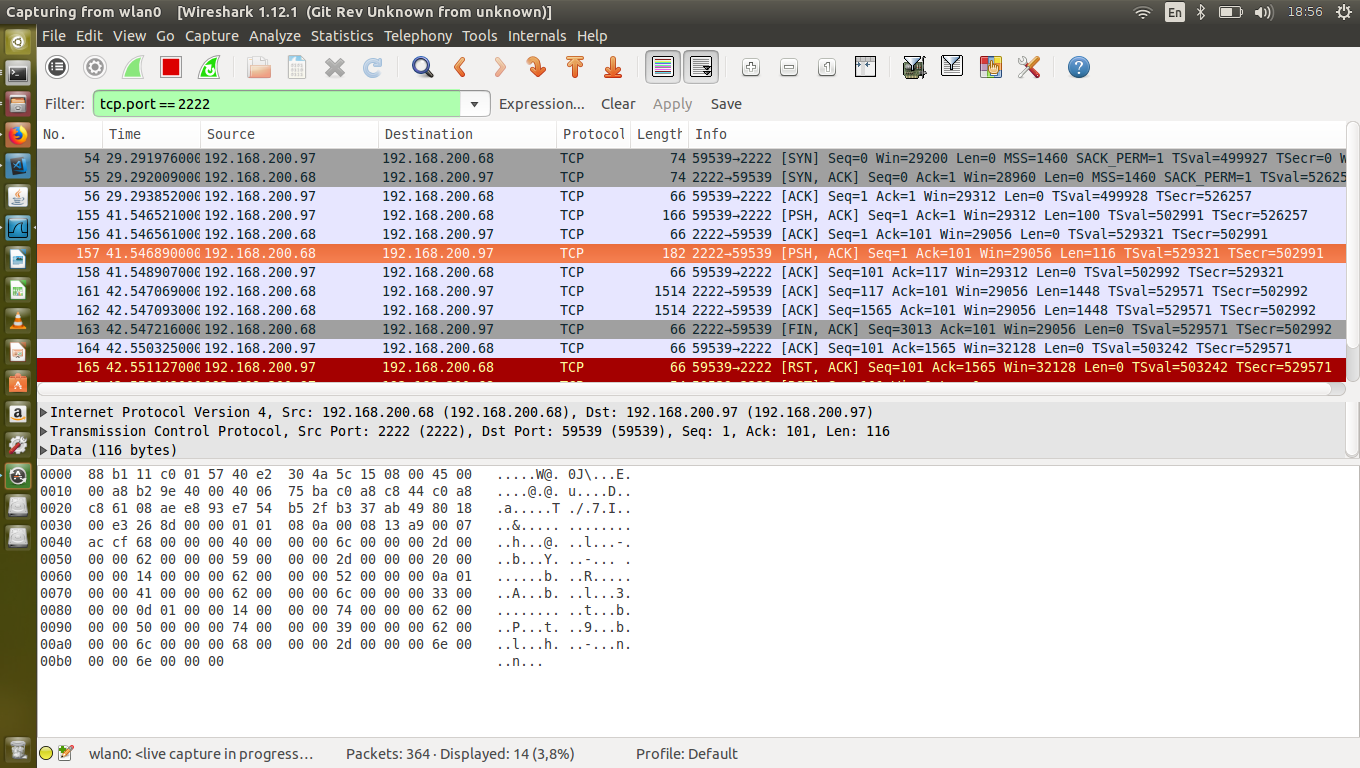 Capturing from wlan0 [Wireshark 1.12.1 (Git Rev Unknown from unknown)]
En 18:56
File Edit View Go Capture Analyze Statistics Telephony Tools Internals Help
Filter: tcp.port == 2222 Expression... Clear Apply Save
No. Time Source Destination Protocol Length Info
54 29.291976000 192.168.200.97 192.168.200.68 TCP 74 59539→2222 [SYN] Seq=0 Win=29200 Len=0 MSS=1460 SACK_PERM=1 TSval=499927 TSecr=0 W
55 29.292009000 192.168.200.68 192.168.200.97 TCP 74 2222→59539 [SYN, ACK] Seq=0 Ack=1 Win=28960 Len=0 MSS=1460 SACK_PERM=1 TSval=52625
56 29.293852000 192.168.200.97 192.168.200.68 TCP 66 59539→2222 [ACK] Seq=1 Ack=1 Win=29312 Len=0 TSval=499928 TSecr=526257
155 41.546521000 192.168.200.97 192.168.200.68 TCP 166 59539→2222 [PSH, ACK] Seq=1 Ack=1 Win=29312 Len=100 TSval=502991 TSecr=526257
156 41.546561000 192.168.200.68 192.168.200.97 TCP 66 2222→59539 [ACK] Seq=1 Ack=101 Win=29056 Len=0 TSval=529321 TSecr=502991
157 41.546890000 192.168.200.68 192.168.200.97 TCP 182 2222→59539 [PSH, ACK] Seq=1 Ack=101 Win=29056 Len=116 TSval=529321 TSecr=502991
158 41.548907000 192.168.200.97 192.168.200.68 TCP 66 59539→2222 [ACK] Seq=101 Ack=117 Win=29312 Len=0 TSval=502992 TSecr=529321
161 42.547069000 192.168.200.68 192.168.200.97 TCP 1514 2222→59539 [ACK] Seq=117 Ack=101 Win=29056 Len=1448 TSval=529571 TSecr=502992
162 42.547093000 192.168.200.68 192.168.200.97 TCP 1514 2222→59539 [ACK] Seq=1565 Ack=101 Win=29056 Len=1448 TSval=529571 TSecr=502992
163 42.547216000 192.168.200.68 192.168.200.97 TCP 66 2222→59539 [FIN, ACK] Seq=3013 Ack=101 Win=29056 Len=0 TSval=529571 TSecr=502992
164 42.550325000 192.168.200.97 192.168.200.68 TCP 66 59539→2222 [ACK] Seq=101 Ack=1565 Win=32128 Len=0 TSval=503242 TSecr=529571
165 42.551127000 192.168.200.97 192.168.200.68 TCP 66 59539→2222 [RST, ACK] Seq=101 Ack=1565 Win=32128 Len=0 TSval=503242 TSecr=529571
Internet Protocol Version 4, Src: 192.168.200.68 (192.168.200.68), Dst: 192.168.200.97 (192.168.200.97)
Transmission Control Protocol, Src Port: 2222 (2222), Dst Port: 59539 (59539), Seq: 1, Ack: 101, Len: 116
Data (116 bytes)
0000 88 b1 11 c0 01 57 40 e2 30 4a 5c 15 08 00 45 00 .....W@. 0J\...E.
0010 00 a8 b2 9e 40 00 40 06 75 ba c0 a8 c8 44 c0 a8 ....@.@. u....D..
0020 c8 61 08 ae e8 93 e7 54 b5 2f b3 37 ab 49 80 18 .a.....T ./.7.I..
0030 00 e3 26 8d 00 00 01 01 08 0a 00 08 13 a9 00 07 ..&..... ........
0040 ac cf 68 00 00 00 40 00 00 00 6c 00 00 00 2d 00 ..h...@. ..l...-.
0050 00 00 62 00 00 00 59 00 00 00 2d 00 00 00 20 00 ..b...Y. ..-... .
0060 00 00 14 00 00 00 62 00 00 00 52 00 00 00 0a 01 ......b. ..R.....
0070 00 00 41 00 00 00 62 00 00 00 6c 00 00 00 33 00 ..A...b. ..l...3.
0080 00 00 0d 01 00 00 14 00 00 00 74 00 00 00 62 00 ........ ..t...b.
0090 00 00 50 00 00 00 74 00 00 00 39 00 00 00 62 00 ..P...t. ..9...b.
00a0 00 00 6c 00 00 00 68 00 00 00 2d 00 00 00 6e 00 ..l...h. ..-...n.
00b0 00 00 6e 00 00 00 ..n...
wlan0: <live capture in progress... Packets: 364 · Displayed: 14 (3,8%) Profile: Default